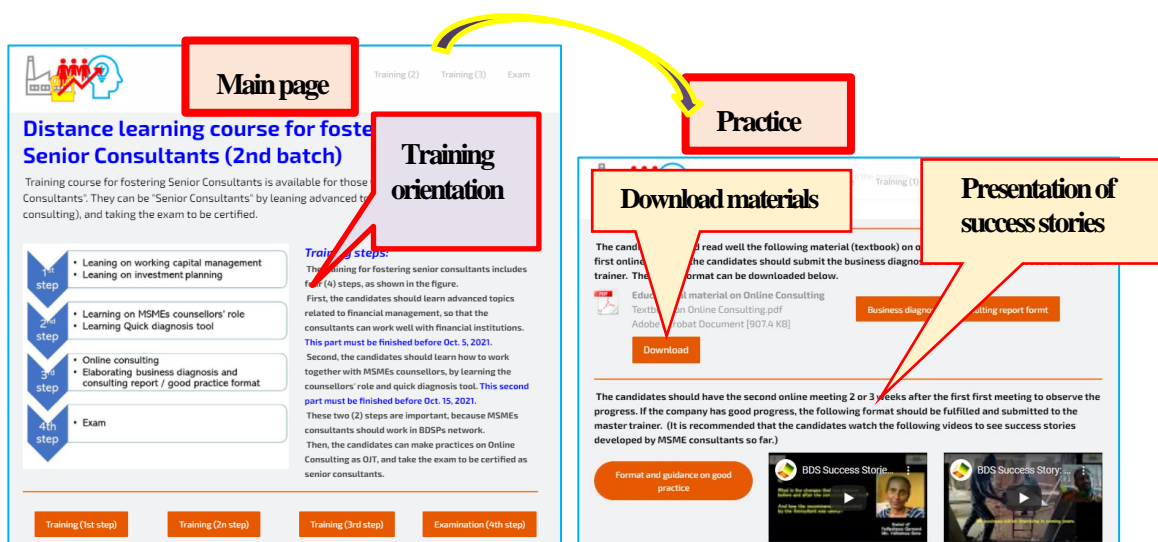 Main page
Training (2) Training (3) Exam
Distance learning course for foste
Senior Consultants (2nd batch)
Training course for fostering Senior Consultants is available for those
Consultants". They can be "Senior Consultants" by leaning advanced
consulting), and taking the exam to be certified.
Training
orientation
1st
step
• Leaning on working capital management
• Leaning on investment planning
2nd
step
• Learning on MSMEs counsellors' role
• Learning Quick diagnosis tool
3rd
step
• Online consulting
• Elaborating business diagnosis and
consulting report / good practice format
4th
step
• Exam
Training steps:
The training for fostering senior consultants includes
four (4) steps, as shown in the figure.
First, the candidates should learn advanced topics
related to financial management, so that the
consultants can work well with financial institutions.
This part must be finished before Oct. 5, 2021.
Second, the candidates should learn how to work
together with MSMEs counsellors, by learning the
counsellors' role and quick diagnosis tool. This second
part must be finished before Oct. 15, 2021.
These two (2) steps are important, because MSMEs
consultants should work in BDSPs network.
Then, the candidates can make practices on Online
Consulting as OJT, and take the exam to be certified as
senior consultants.
Training (1st step)
Training (2n step)
Training (3rd step)
Examination (4th step)
Practice
Training (1)
Download materials
Presentation of
success stories
The read well the following material (textbook) on
first online the candidates should submit the business
trainer. The format can be downloaded below.
Educational material on Online Consulting
Textbook on Online Consulting.pdf
Adobe Acrobat Document [907.4 KB]
Download
Business formt
The candidates should have the second online meeting 2 or 3 weeks after the first first meeting to observe the
progress. If the company has good progress, the following format should be fulfilled and submitted to the
master trainer. (It is recommended that the candidates watch the following videos to see success stories
developed by MSME consultants so far.)
Format and guidance on good
practice
BDS Success Storie...
BDS Success Story: ...